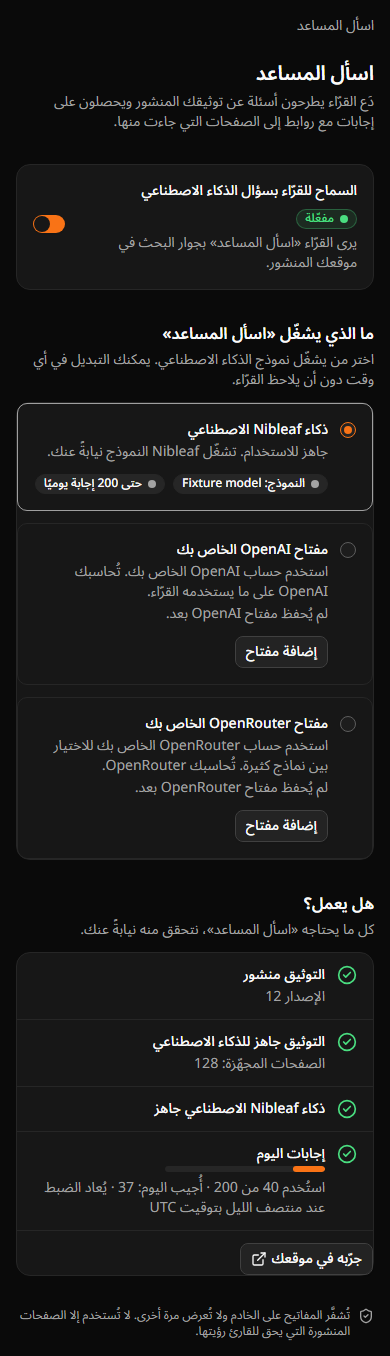 اسأل المساعد
اسأل المساعد
دَع القرّاء يطرحون أسئلة عن توثيقك المنشور ويحصلون على
إجابات مع روابط إلى الصفحات التي جاءت منها.
السماح للقرّاء بسؤال الذكاء الاصطناعي
مفعّلة
يرى القرّاء «اسأل المساعد» بجوار البحث في
موقعك المنشور.
ما الذي يشغّل «اسأل المساعد»
اختر من يشغّل نموذج الذكاء الاصطناعي. يمكنك التبديل في أي
وقت دون أن يلاحظ القرّاء.
ذكاء Nibleaf الاصطناعي
جاهز للاستخدام. تشغّل Nibleaf النموذج نيابةً عنك.
النموذج: Fixture model
حتى 200 إجابة يوميًا
مفتاح OpenAI الخاص بك
استخدم حساب OpenAI الخاص بك. تُحاسبك
OpenAI على ما يستخدمه القرّاء.
لم يُحفظ مفتاح OpenAI بعد.
إضافة مفتاح
مفتاح OpenRouter الخاص بك
استخدم حساب OpenRouter الخاص بك للاختيار
بين نماذج كثيرة. تُحاسبك OpenRouter.
لم يُحفظ مفتاح OpenRouter بعد.
إضافة مفتاح
هل يعمل؟
كل ما يحتاجه «اسأل المساعد»، نتحقق منه نيابةً عنك.
التوثيق منشور
الإصدار 12
التوثيق جاهز للذكاء الاصطناعي
الصفحات المجهّزة: 128
ذكاء Nibleaf الاصطناعي جاهز
إجابات اليوم
استُخدم 40 من 200 · أُجيب اليوم: 37 · يُعاد الضبط
عند منتصف الليل بتوقيت UTC
جرّبه في موقعك
تُشفَّر المفاتيح على الخادم ولا تُعرض مرة أخرى. لا تُستخدم إلا الصفحات
المنشورة التي يحق للقارئ رؤيتها.